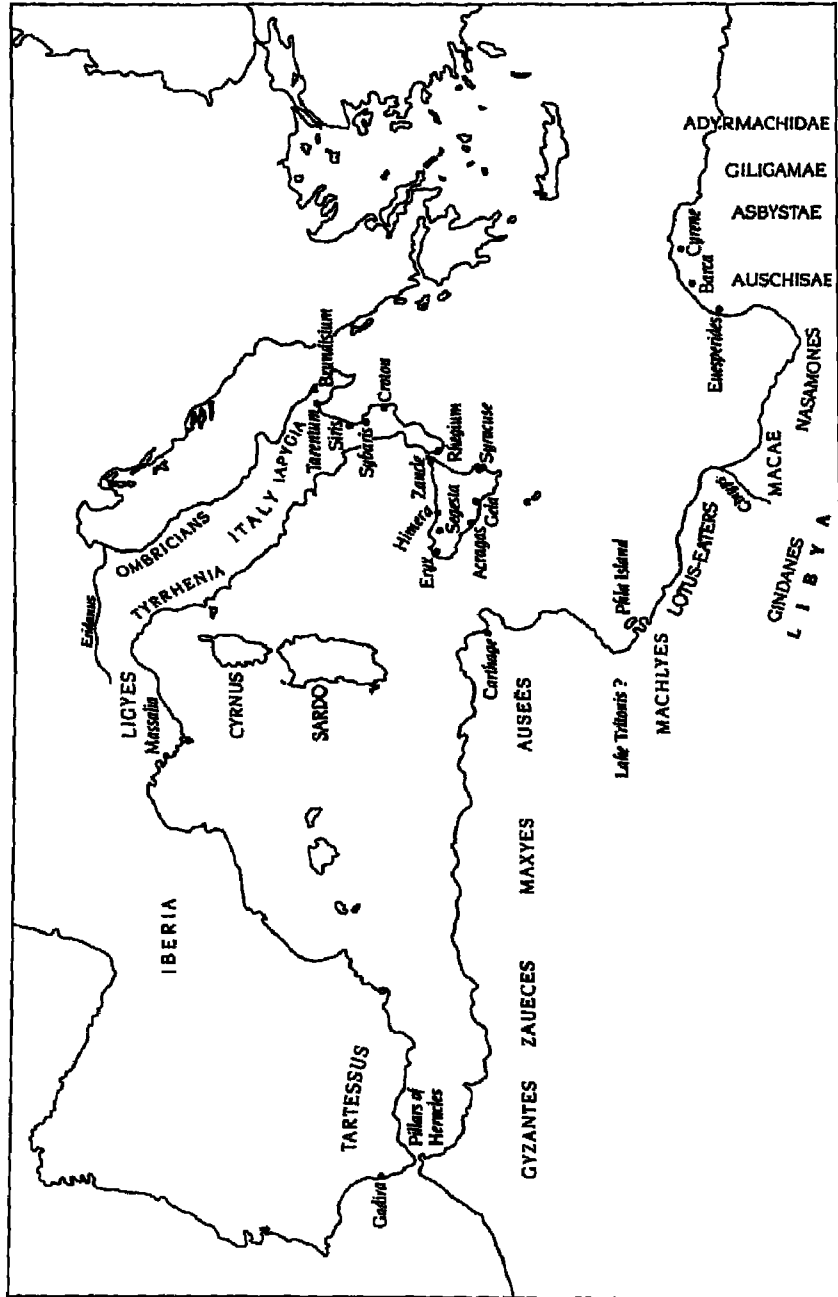 IBERIA
TARTESSUS
Gadira
Pillars of
Heracles
LIGYES
Massalia
Eridanus
OMBRICIANS
TYRRHENIA
ITALY
IAPYGIA
Brundisium
Tarentum
Siris
Sybaris
Croton
CYRNUS
SARDO
Rhegium
Zancle
Himera
Segesta
Eryx
Acragas
Gela
Syracuse
Carthage
GYZANTES
ZAUECES
MAXYES
AUSEËS
Lake Tritonis ?
Phla Island
MACHLYES
LOTUS-EATERS
GINDANES
LIBYA
Cinyps
MACAE
NASAMONES
Euesperides
Barca
Cyrene
AUSCHISAE
ASBYSTAE
GILIGAMAE
ADYRMACHIDAE